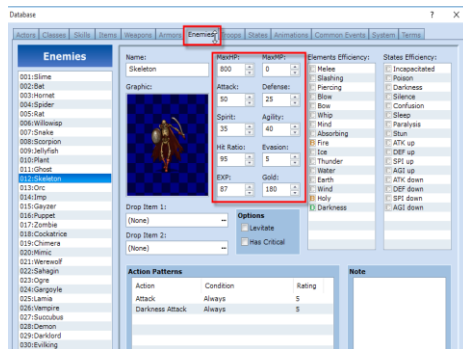 Database
? X
Actors Classes Skills Items Weapons Armors Enemies Troops States Animations Common Events System Terms
Enemies
001:Slime
002:Bat
003:Hornet
004:Spider
005:Rat
006:Willowisp
007:Snake
008:Scorpion
009:Jellyfish
010:Plant
011:Ghost
012:Skeleton
013:Orc
014:Imp
015:Gayzer
016:Puppet
017:Zombie
018:Cockatrice
019:Chimera
020:Mimic
021:Werewolf
022:Sahagin
023:Ogre
024:Gargoyle
025:Lamia
026:Vampire
027:Succubus
028:Demon
029:Darklord
030:Evilking
Name:
Skeleton
Graphic:
Drop Item 1:
(None)
Drop Item 2:
(None)
MaxHP: MaxMP:
800 0
Attack: Defense:
50 25
Spirit: Agility:
35 40
Hit Ratio: Evasion:
95 5
EXP: Gold:
87 180
Options
Levitate
Has Critical
Elements Efficiency:
Melee
Slashing
Piercing
Blow
Whip
Mind
Absorbing
Fire
Ice
Thunder
Water
Earth
Wind
Holy
Darkness
States Efficiency:
Incapacitated
Poison
Darkness
Silence
Confusion
Sleep
Paralysis
Stun
ATK up
DEF up
SPI up
AGI up
ATK down
DEF down
SPI down
AGI down
Action Patterns
Action Condition Rating
Attack Always 5
Darkness Attack Always 5
Note